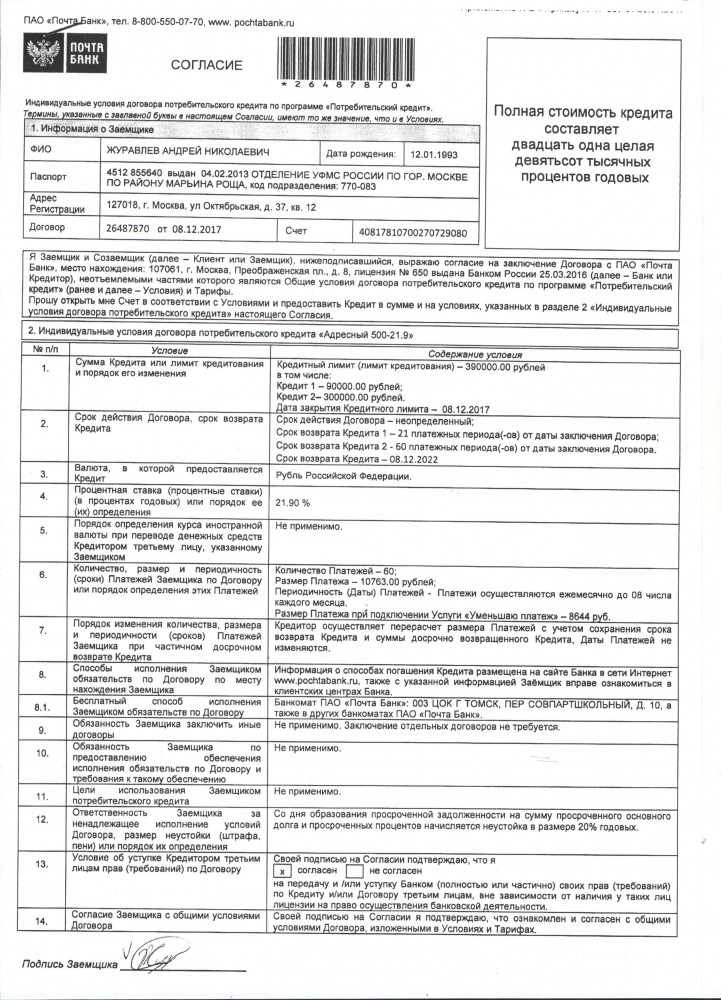 ПАО «Почта Банк», тел. 8-800-550-07-70, www. pochtabank.ru
ПОЧТА
БАНК
СОГЛАСИЕ
*26487870*
Полная стоимость кредита
составляет
двадцать одна целая
девятьсот тысячных
процентов годовых
Индивидуальные условия договора потребительского кредита по программе «Потребительский кредит».
Термины, указанные с заглавной буквы в настоящем Согласии, имеют то же значение, что и в Условиях.
1. Информация о Заемщике
ФИО
ЖУРАВЛЕВ АНДРЕЙ НИКОЛАЕВИЧ
Дата рождения:
12.01.1993
Паспорт
4512 855640 выдан 04.02.2013 ОТДЕЛЕНИЕ УФМС РОССИИ ПО ГОР. МОСКВЕ
ПО РАЙОНУ МАРЬИНА РОЩА, код подразделения: 770-083
Адрес
Регистрации
127018, г. Москва, ул Октябрьская, д. 37, кв. 12
Договор
26487870 от 08.12.2017
Счет
40817810700270729080
Я Заемщик и Созаемщик (далее – Клиент или Заемщик), нижеподписавшийся, выражаю согласие на заключение Договора с ПАО «Почта
Банк», место нахождения: 107061, г. Москва, Преображенская пл., д. 8, лицензия № 650 выдана Банком России 25.03.2016 (далее – Банк или
Кредитор), неотъемлемыми частями которого являются Общие условия договора потребительского кредита по программе «Потребительский
кредит» (ранее и далее – Условия) и Тарифы.
Прошу открыть мне Счет в соответствии с Условиями и предоставить Кредит в сумме и на условиях, указанных в разделе 2 «Индивидуальные
условия договора потребительского кредита» настоящего Согласия.
2. Индивидуальные условия договора потребительского кредита «Адресный 500-21,9»
№ п/п
Условие
Содержание условия
1.
Сумма Кредита или лимит кредитования
и порядок его изменения
Кредитный лимит (лимит кредитования) – 390000.00 рублей
в том числе:
Кредит 1 – 90000.00 рублей;
Кредит 2– 300000.00 рублей.
Дата закрытия Кредитного лимита – 08.12.2017
2.
Срок действия Договора, срок возврата
Кредита
Срок действия Договора – неопределенный;
Срок возврата Кредита 1 – 21 платежных периода(-ов) от даты заключения Договора;
Срок возврата Кредита 2 - 60 платежных периода(-ов) от даты заключения Договора.
Срок возврата Кредита – 08.12.2022
3.
Валюта, в которой предоставляется
Кредит
Рубль Российской Федерации.
4.
Процентная ставка (процентные ставки)
(в процентах годовых) или порядок ее
(их) определения
21.90 %
5.
Порядок определения курса иностранной
валюты при переводе денежных средств
Кредитором третьему лицу, указанному
Заемщиком
Не применимо.
6.
Количество, размер и периодичность
(сроки) Платежей Заемщика по Договору
или порядок определения этих Платежей
Количество Платежей – 60;
Размер Платежа – 10763.00 рублей;
Периодичность (Даты) Платежей - Платежи осуществляются ежемесячно до 08 числа
каждого месяца.
Размер Платежа при подключении Услуги «Уменьшаю платеж» – 8644 руб.
7.
Порядок изменения количества, размера
и периодичности (сроков) Платежей
Заемщика при частичном досрочном
возврате Кредита
Кредитор осуществляет перерасчет размера Платежей с учетом сохранения срока
возврата Кредита и суммы досрочно возвращенного Кредита, Даты Платежей не
изменяются.
8.
Способы исполнения Заемщиком
обязательств по Договору по месту
нахождения Заемщика
Информация о способах погашения Кредита размещена на сайте Банка в сети Интернет
www.pochtabank.ru, также с указанной информацией Заёмщик вправе ознакомиться в
клиентских центрах Банка.
8.1.
Бесплатный способ исполнения
Заемщиком обязательств по Договору
Банкомат ПАО «Почта Банк»: 003 ЦОК Г ТОМСК, ПЕР СОВПАРТШКОЛЬНЫЙ, Д. 10, а
также в других банкоматах ПАО «Почта Банк».
9.
Обязанность Заемщика заключить иные
договоры
Не применимо. Заключение отдельных договоров не требуется.
10.
Обязанность Заемщика по
предоставлению обеспечения
исполнения обязательств по Договору и
требования к такому обеспечению
Не применимо.
11.
Цели использования Заемщиком
потребительского кредита
Не применимо.
12.
Ответственность Заемщика за
ненадлежащее исполнение условий
Договора, размер неустойки (штрафа,
пени) или порядок их определения
Со дня образования просроченной задолженности на сумму просроченного основного
долга и просроченных процентов начисляется неустойка в размере 20% годовых.
13.
Условие об уступке Кредитором третьим
лицам прав (требований) по Договору
Своей подписью на Согласии подтверждаю, что я
x согласен не согласен
на передачу и /или уступку Банком (полностью или частично) своих прав (требований)
по Кредиту и/или Договору третьим лицам, вне зависимости от наличия у таких лиц
лицензии на право осуществления банковской деятельности.
14.
Согласие Заемщика с общими условиями
Договора
Своей подписью на Согласии я подтверждаю, что ознакомлен и согласен с общими
условиями Договора, изложенными в Условиях и Тарифах.
Подпись Заемщика